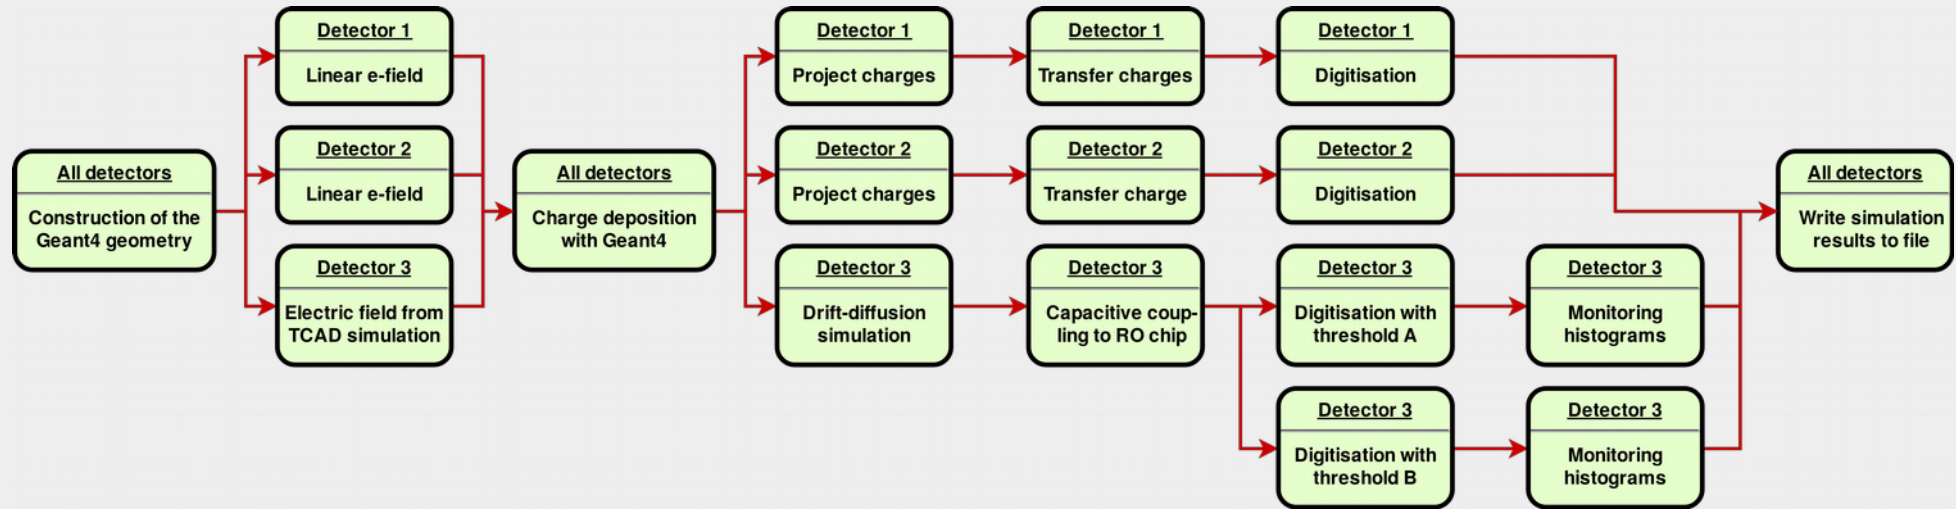 All detectors
Construction of the
Geant4 geometry
Detector 1
Linear e-field
Detector 2
Linear e-field
Detector 3
Electric field from
TCAD simulation
All detectors
Charge deposition
with Geant4
Detector 1
Project charges
Detector 1
Transfer charges
Detector 1
Digitisation
Detector 2
Project charges
Detector 2
Transfer charge
Detector 2
Digitisation
Detector 3
Drift-diffusion
simulation
Detector 3
Capacitive coup-
ling to RO chip
Detector 3
Digitisation with
threshold A
Detector 3
Monitoring
histograms
Detector 3
Digitisation with
threshold B
Detector 3
Monitoring
histograms
All detectors
Write simulation
results to file